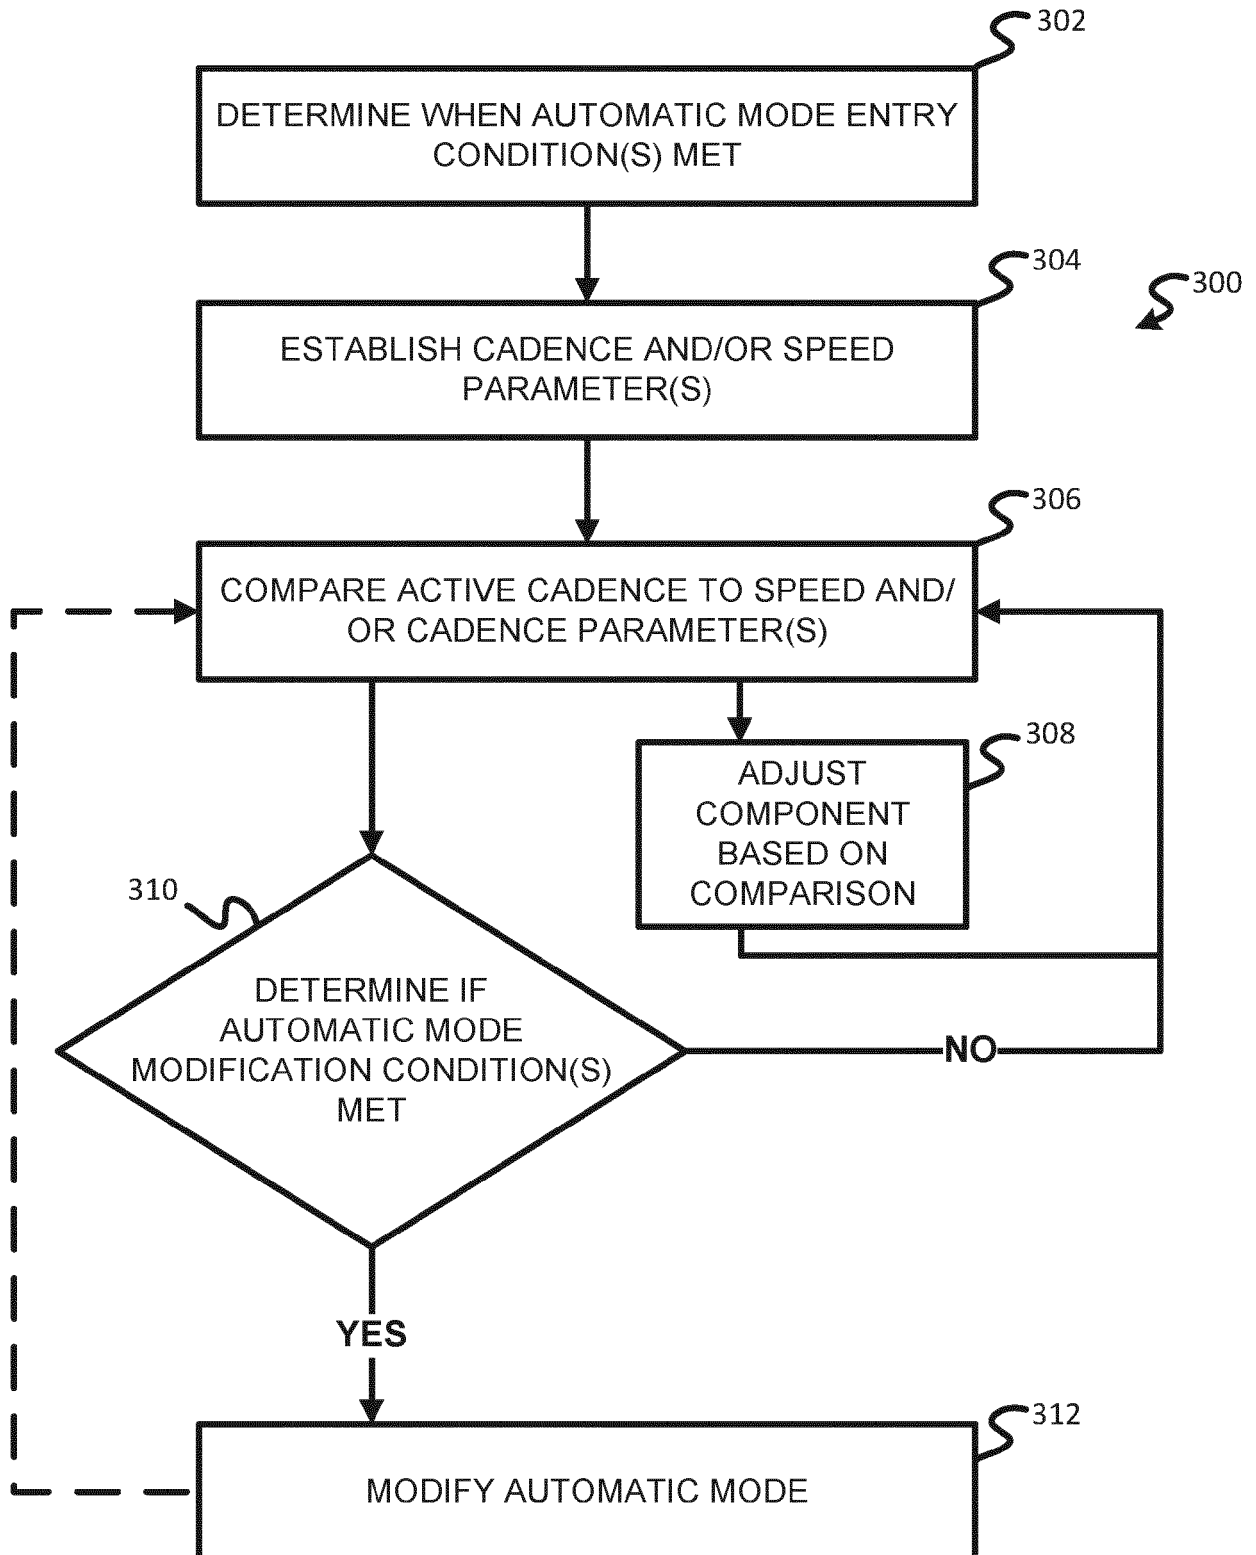 302
DETERMINE WHEN AUTOMATIC MODE ENTRY
CONDITION(S) MET
304
300
ESTABLISH CADENCE AND/OR SPEED
PARAMETER(S)
306
COMPARE ACTIVE CADENCE TO SPEED AND/
OR CADENCE PARAMETER(S)
308
ADJUST
COMPONENT
BASED ON
COMPARISON
310
DETERMINE IF
AUTOMATIC MODE
MODIFICATION CONDITION(S)
MET
NO
YES
312
MODIFY AUTOMATIC MODE